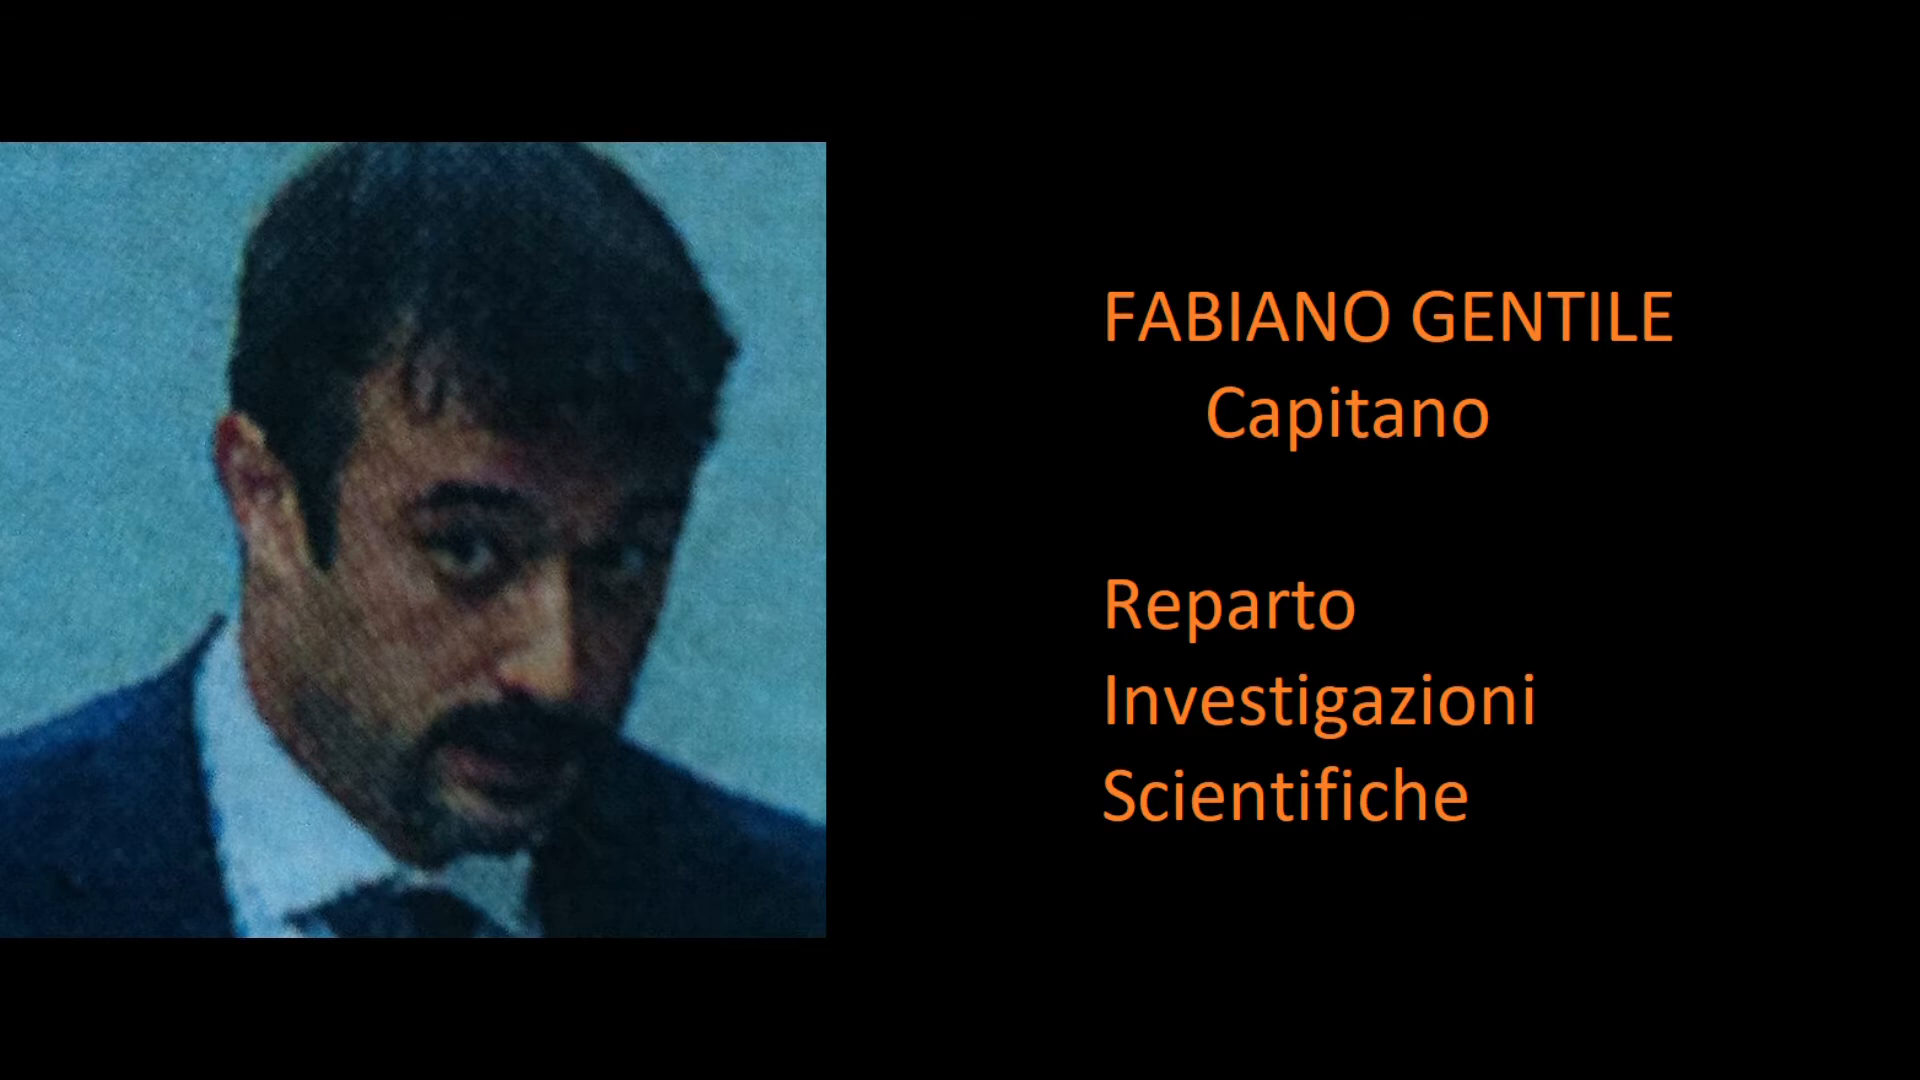 FABIANO GENTILE
Capitano
Reparto
Investigazioni
Scientifiche